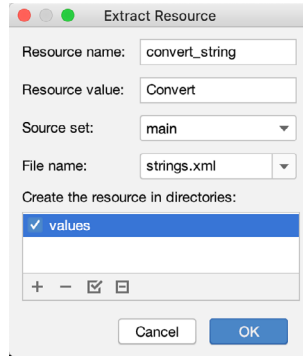 Extract Resource
Resource name: convert_string
Resource value: Convert
Source set: main
File name: strings.xml
Create the resource in directories:
values
Cancel OK